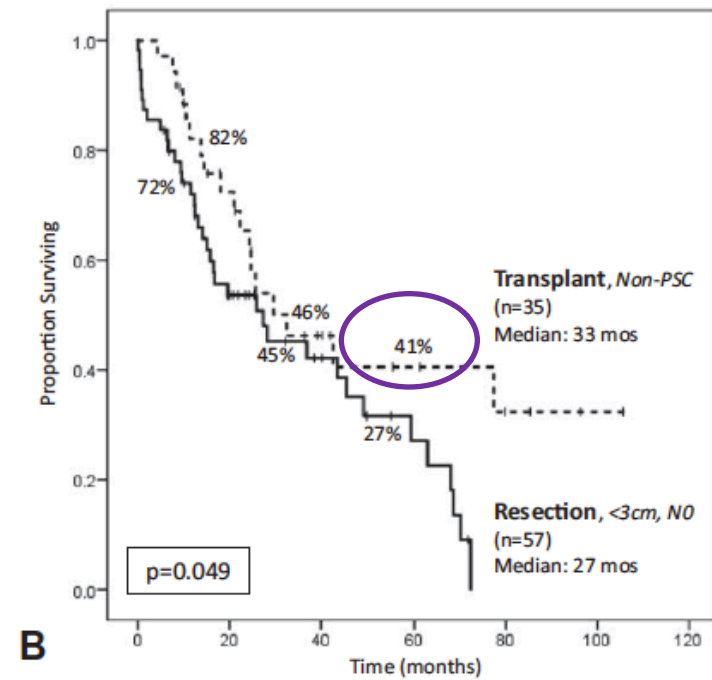 1.0
0.8
0.6
0.4
0.2
0.0
Proportion Surviving
82%
72%
46%
45%
41%
27%
Transplant, Non-PSC
(n=35)
Median: 33 mos
Resection, <3cm, N0
(n=57)
Median: 27 mos
p=0.049
0 20 40 60 80 100 120
Time (months)
B